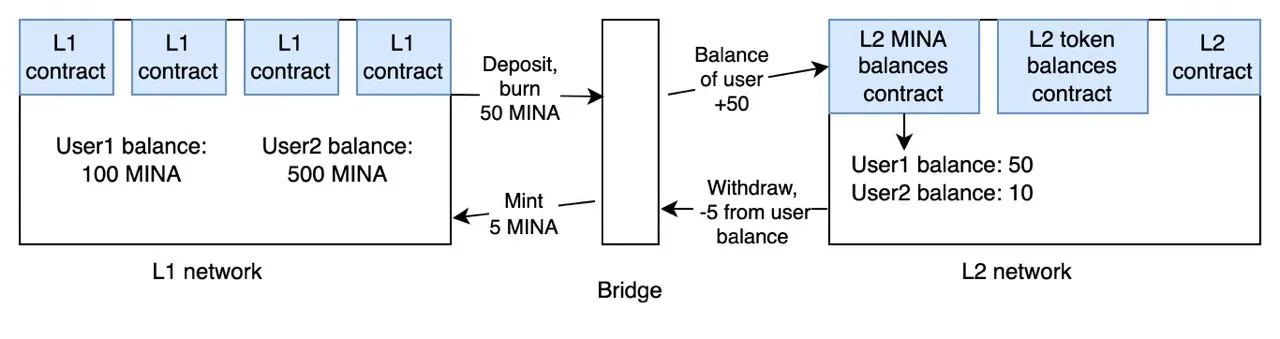 L1
contract
L1
contract
L1
contract
L1
contract
User1 balance:
100 MINA
User2 balance:
500 MINA
L1 network
Deposit,
burn
50 MINA
Mint
5 MINA
Bridge
Balance
of user
+50
Withdraw,
-5 from user
balance
L2 MINA
balances
contract
L2 token
balances
contract
L2
contract
User1 balance: 50
User2 balance: 10
L2 network